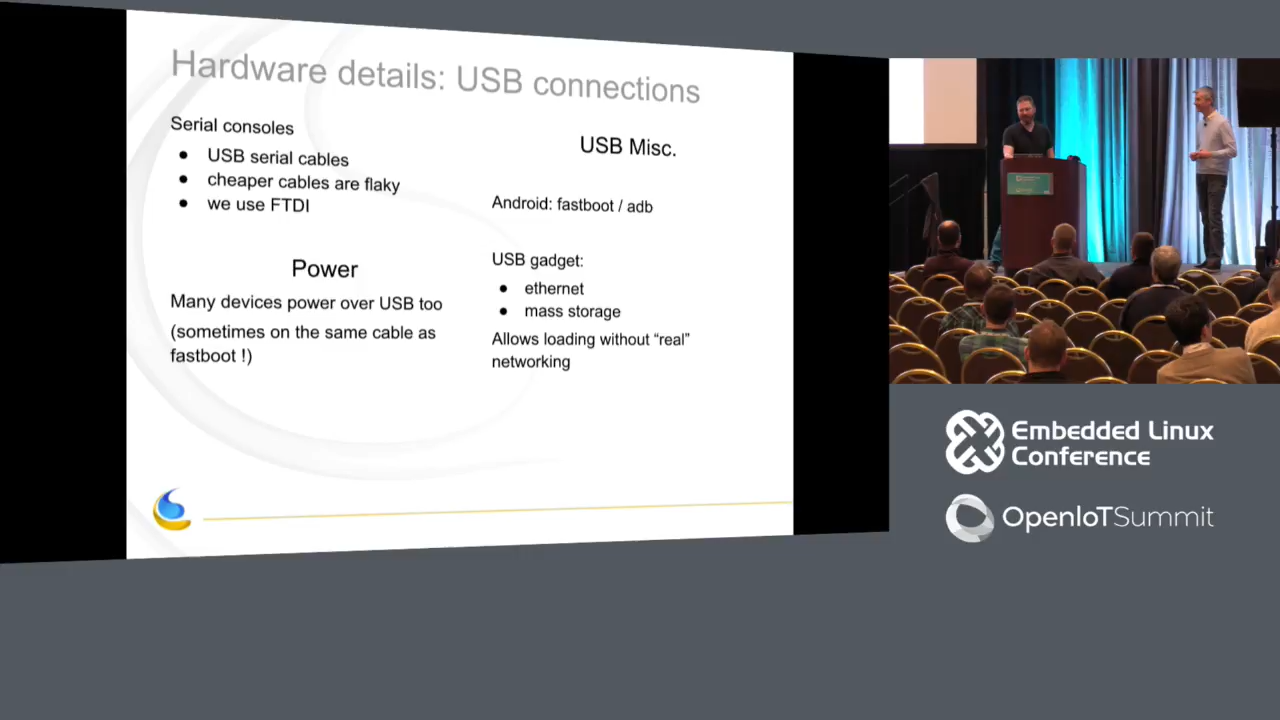 Hardware details: USB connections
Serial consoles
● USB serial cables
● cheaper cables are flaky
● we use FTDI
Power
Many devices power over USB too
(sometimes on the same cable as
fastboot !)
USB Misc.
Android: fastboot / adb
USB gadget:
● ethernet
● mass storage
Allows loading without “real”
networking
Embedded Linux
Conference
OpenIoTSummit